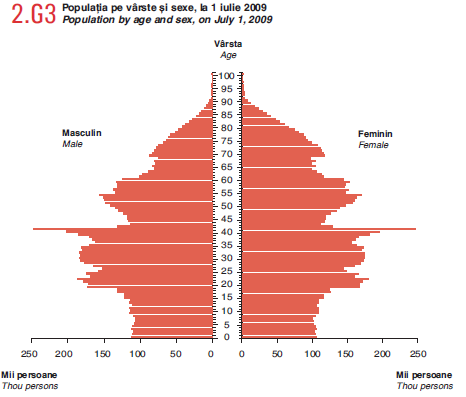 2.G3 Populaţia pe vârste şi sexe, la 1 iulie 2009
Population by age and sex, on July 1, 2009
Vârsta
Age
Masculin
Male
Feminin
Female
100
95
90
85
80
75
70
65
60
55
50
45
40
35
30
25
20
15
10
5
0
250 200 150 100 50 0 0 50 100 150 200 250
Mii persoane Mii persoane
Thou persons Thou persons